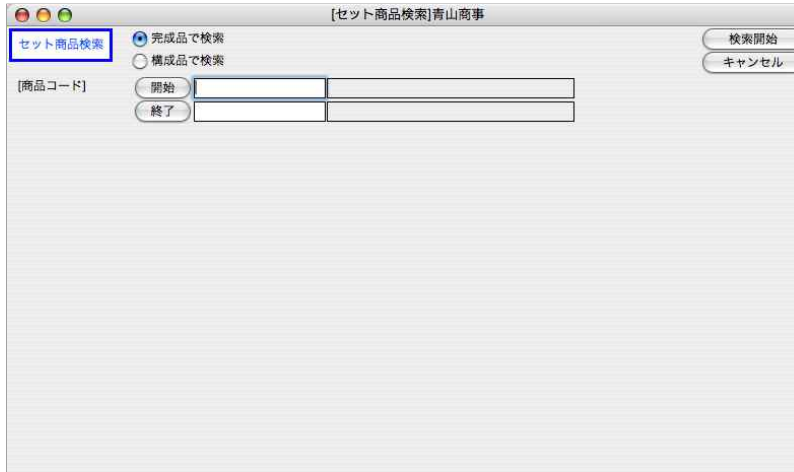 [セット商品検索]青山商事
セット商品検索
完成品で検索
構成品で検索
検索開始
キャンセル
[商品コード]
開始
終了